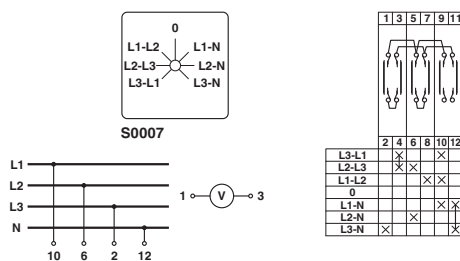 0
L1-L2 L1-N
L2-L3 L2-N
L3-L1 L3-N
S0007
L1
L2
L3
N
10 6 2 12
1 V 3
1 3 5 7 9 11
2 4 6 8 10 12
L3-L1
L2-L3
L1-L2
0
L1-N
L2-N
L3-N